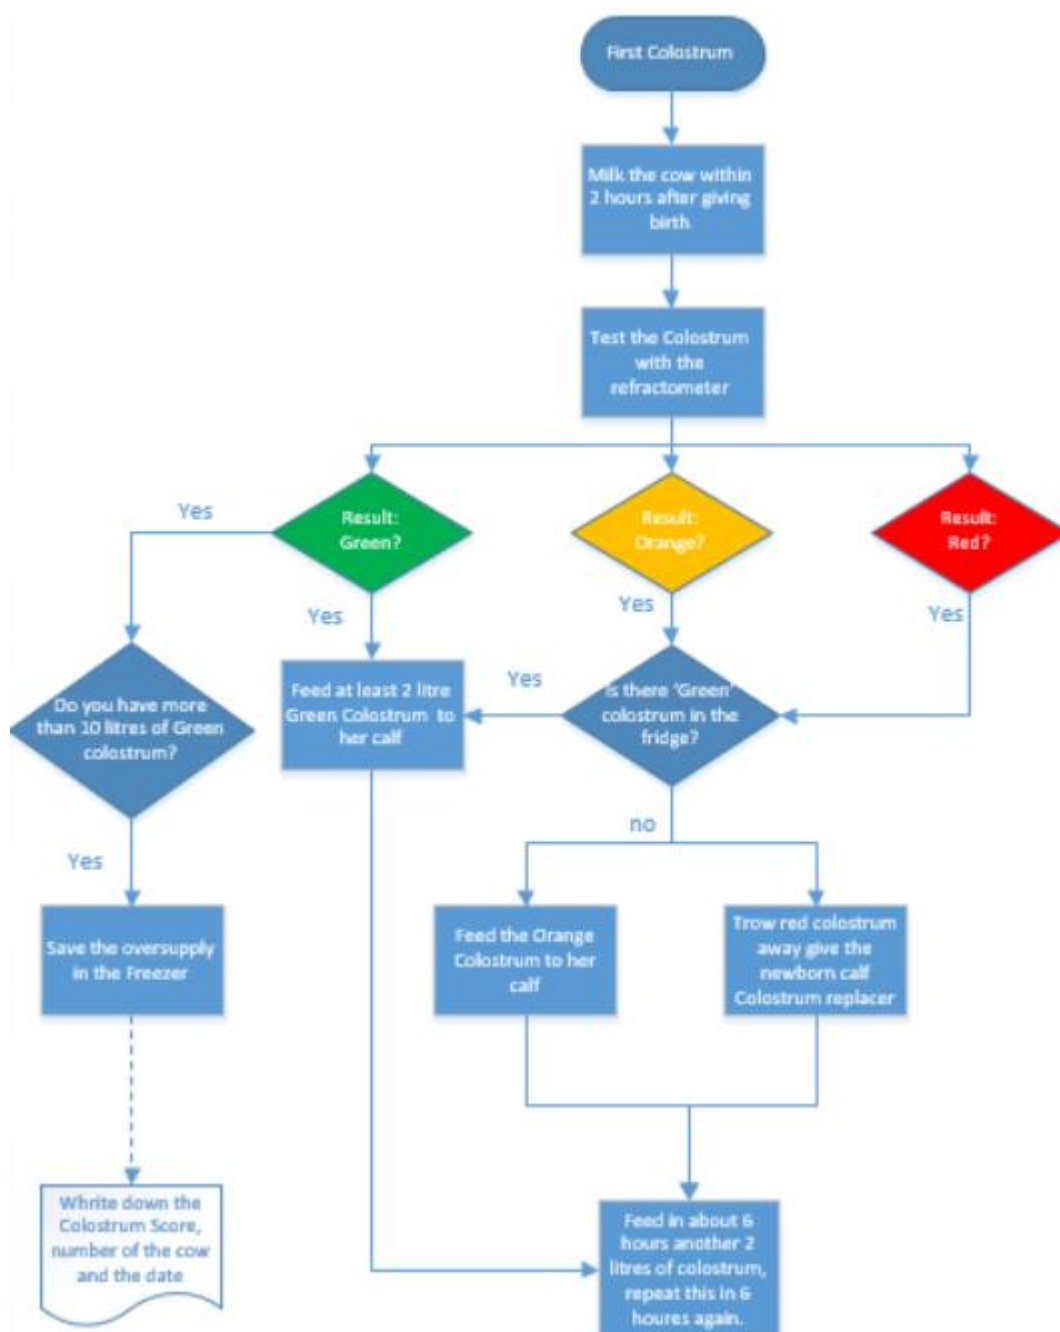 First Colostrum
Milk the cow within
2 hours after giving
birth
Test the Colostrum
with the
refractometer
Yes
Result:
Green?
Result:
Orange?
Result:
Red?
Yes
Yes
Yes
Do you have more
than 10 litres of Green
colostrum?
Feed at least 2 litre
Green Colostrum to
her calf
Yes
Is there ‘Green’
colostrum in the
fridge?
Yes
no
Save the oversupply
in the Freezer
Feed the Orange
Colostrum to her
calf
Trow red colostrum
away give the
newborn calf
Colostrum replacer
Whrite down the
Colostrum Score,
number of the cow
and the date
Feed in about 6
hours another 2
litres of colostrum,
repeat this in 6
houres again.